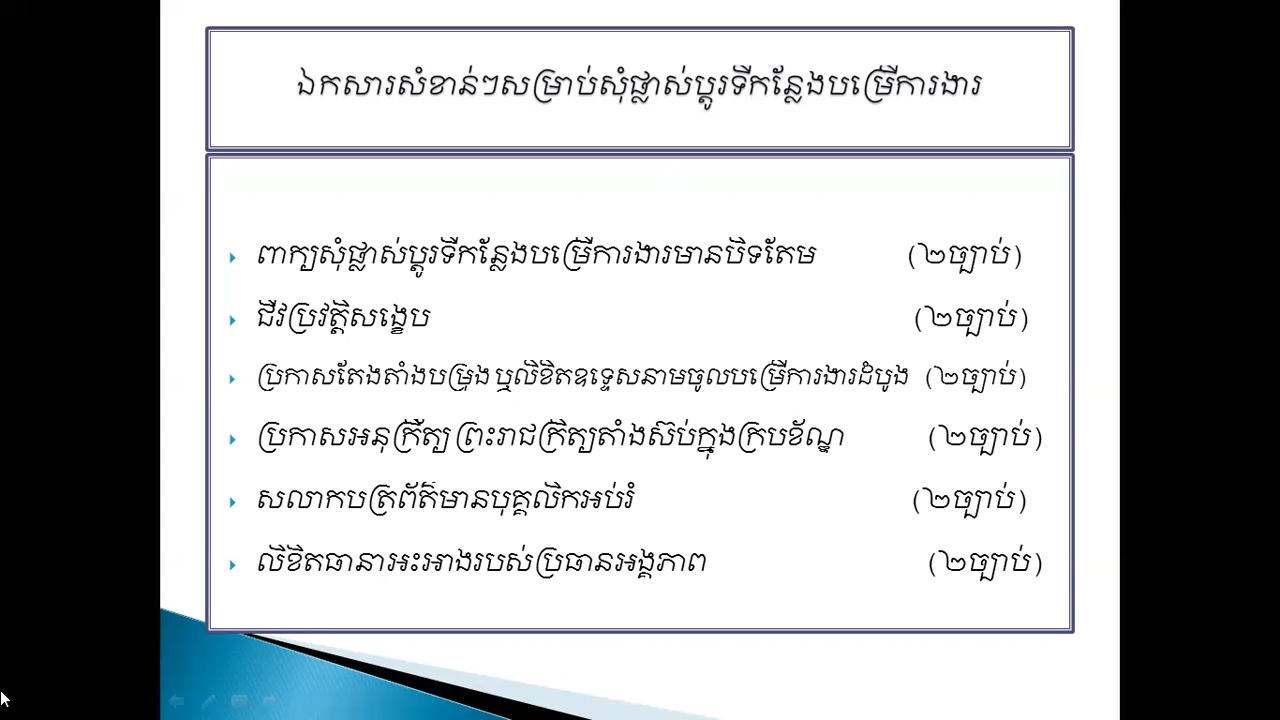 ឯកសារសំខាន់ៗសម្រាប់សុំផ្លាស់ប្តូរទីកន្លែងបម្រើការងារ
ពាក្យសុំផ្លាស់ប្តូរទីកន្លែងបម្រើការងារមានបិទតែម (២ច្បាប់)
ជីវប្រវត្តិសង្ខេប (២ច្បាប់)
ប្រកាសតែងតាំងបម្រុង ឬលិខិតឧទ្ទេសនាមចូលបម្រើការងារដំបូង (២ច្បាប់)
ប្រកាសអនុក្រឹត្យ ព្រះរាជក្រឹត្យតាំងស៊ប់ក្នុងក្របខ័ណ្ឌ (២ច្បាប់)
សលាកបត្រព័ត៌មានបុគ្គលិកអប់រំ (២ច្បាប់)
លិខិតធានាអះអាងរបស់ប្រធានអង្គភាព (២ច្បាប់)